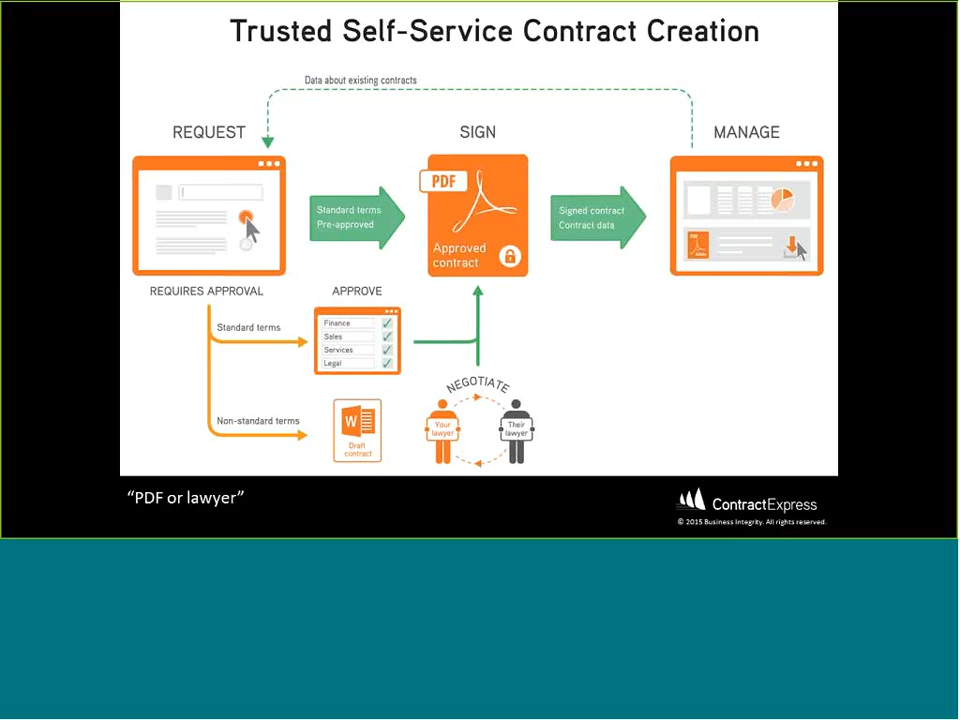 Trusted Self-Service Contract Creation
Data about existing contracts
REQUEST
SIGN
MANAGE
PDF
Standard terms
Pre-approved
Signed contract
Contract data
Approved
contract
REQUIRES APPROVAL
APPROVE
Standard terms
Finance
Sales
Services
Legal
NEGOTIATE
Non-standard terms
W
Draft
contract
Your
lawyer
Their
lawyer
“PDF or lawyer”
ContractExpress
© 2015 Business Integrity. All rights reserved.